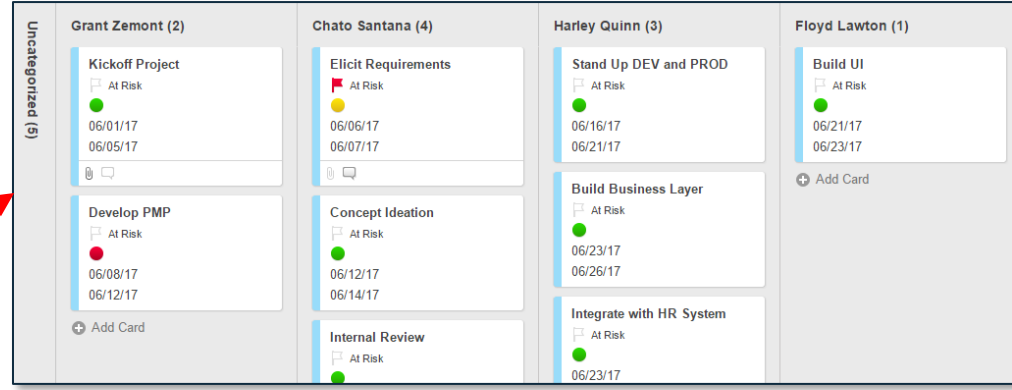 Uncategorized (5)
Grant Zemont (2)
Kickoff Project
At Risk
06/01/17
06/05/17
Develop PMP
At Risk
06/08/17
06/12/17
Add Card
Chato Santana (4)
Elicit Requirements
At Risk
06/06/17
06/07/17
Concept Ideation
At Risk
06/12/17
06/14/17
Internal Review
At Risk
Harley Quinn (3)
Stand Up DEV and PROD
At Risk
06/16/17
06/21/17
Build Business Layer
At Risk
06/23/17
06/26/17
Integrate with HR System
At Risk
06/23/17
Floyd Lawton (1)
Build UI
At Risk
06/21/17
06/23/17
Add Card